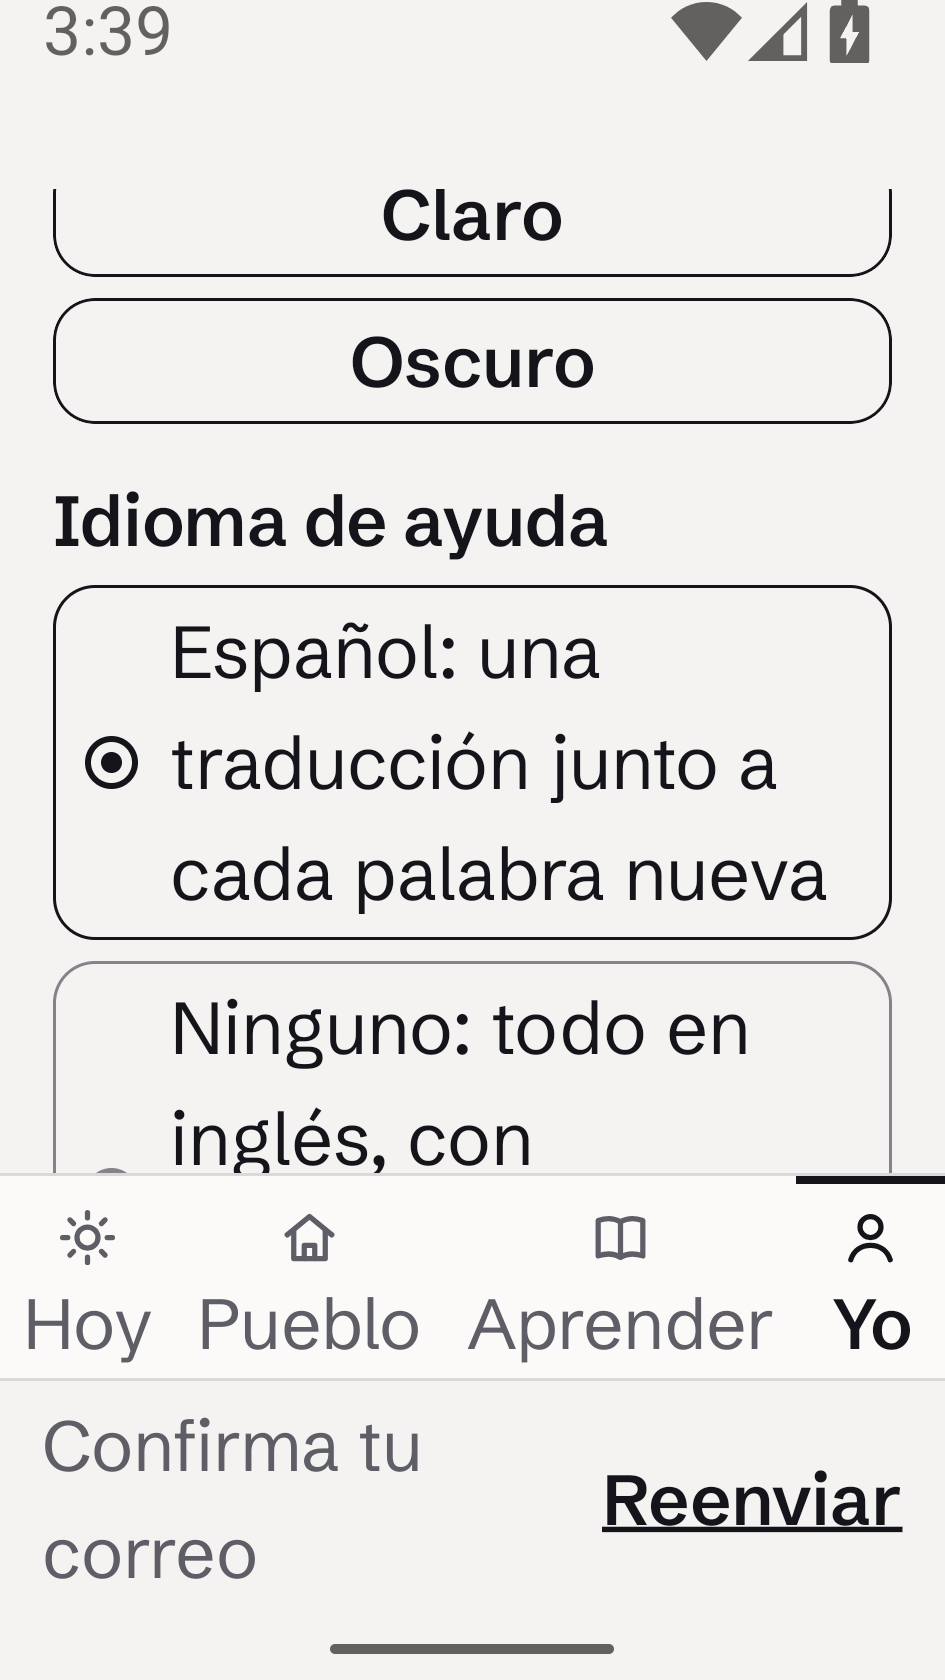 3:39
Claro
Oscuro
Idioma de ayuda
Español: una
traducción junto a
cada palabra nueva
Ninguno: todo en
inglés, con
Hoy
Pueblo
Aprender
Yo
Confirma tu
correo
Reenviar